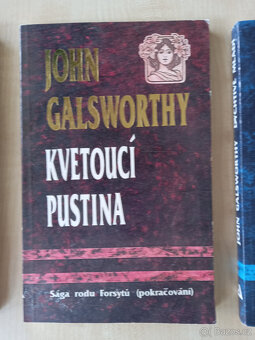 JOHN
GALSWORTHY
KVETOUCÍ
PUSTINA
Sága rodu Forsytů (pokračování)
JOHN GALSWORTHY